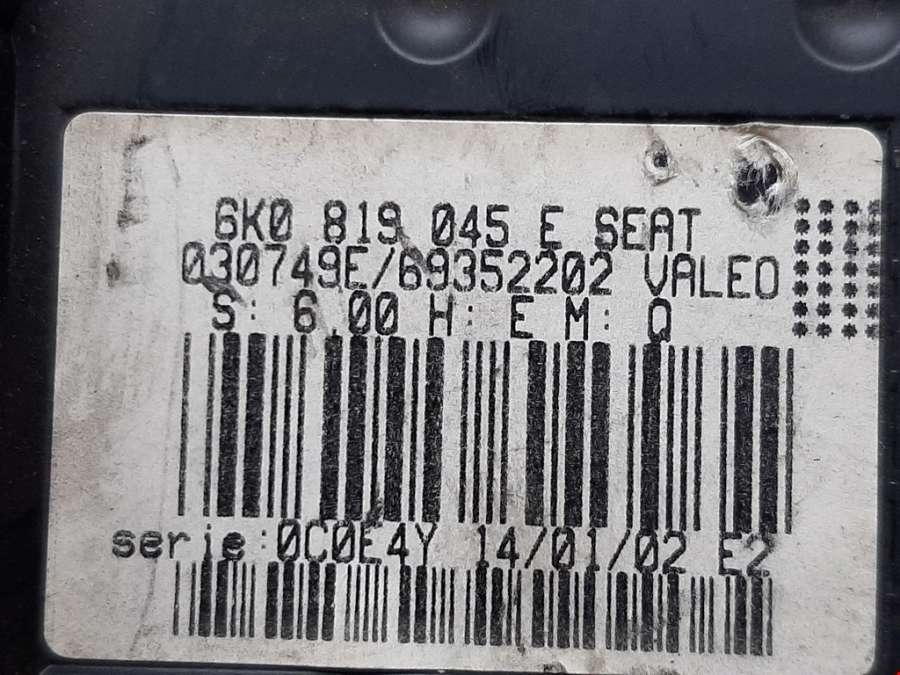 6K0 819 045 E SEAT
030749E/69352202 VALEO
S: 6.00 H: E M: Q
serie:0C0E4Y 14/01/02 E2